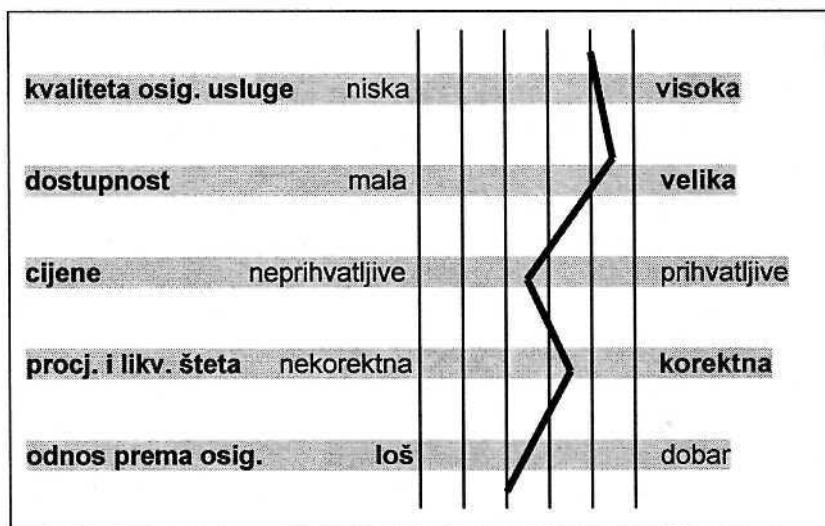 kvaliteta osig. usluge niska visoka
dostupnost mala velika
cijene neprihvatljive prihvatljive
procj. i likv. šteta nekorektna korektna
odnos prema osig. loš dobar